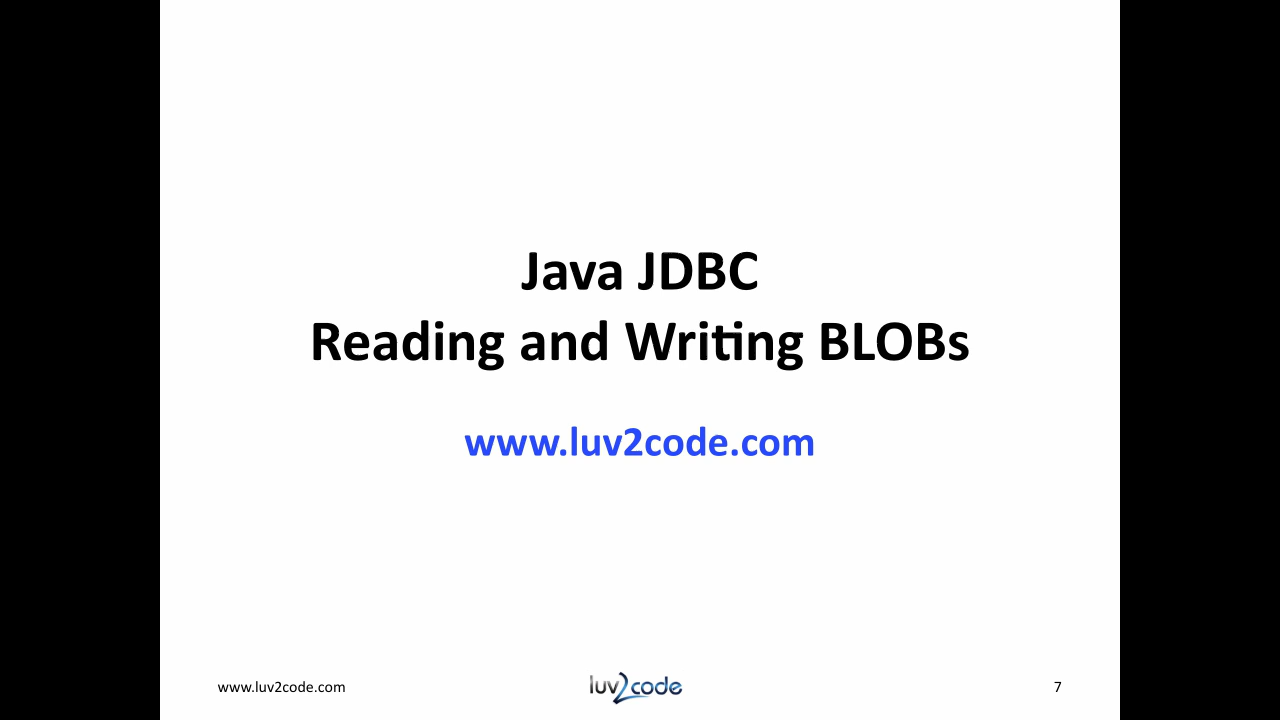 Java JDBC
Reading and Writing BLOBs
www.luv2code.com
www.luv2code.com
luv2code
7